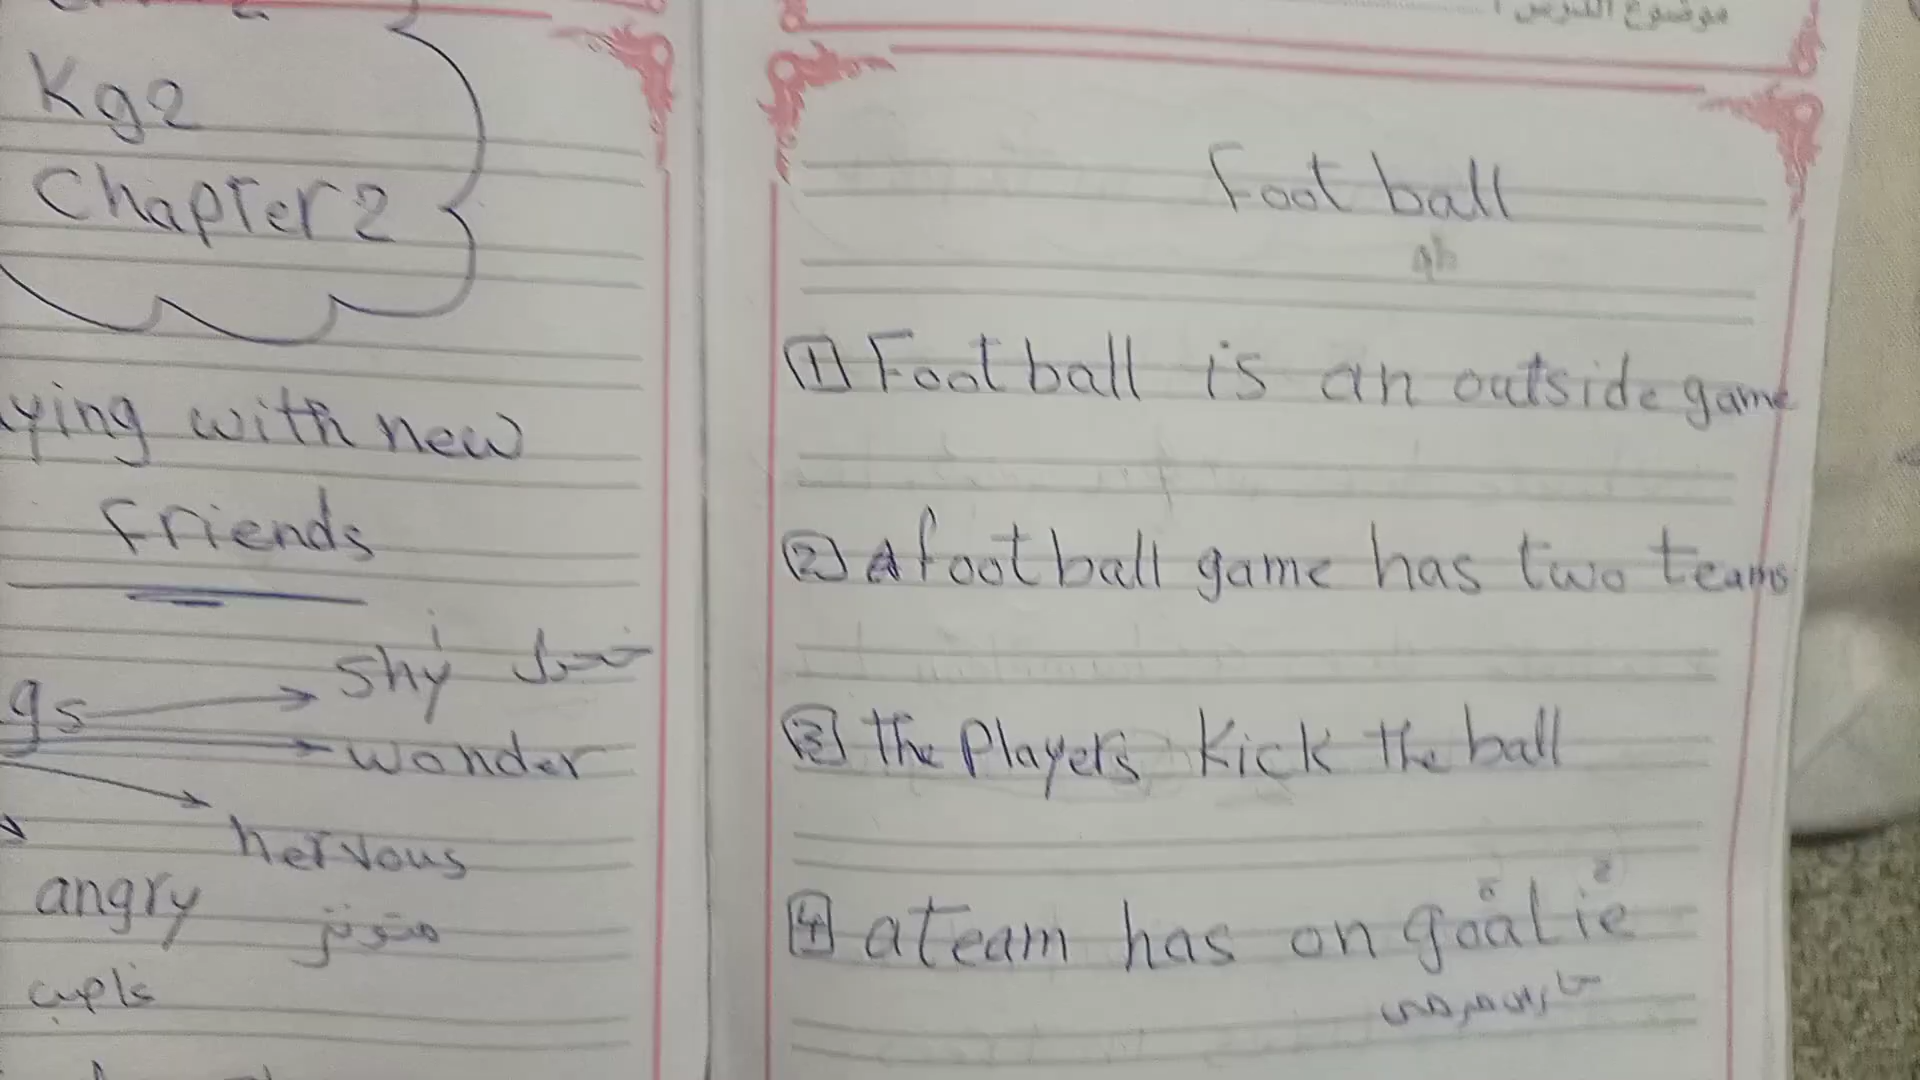 Kg2
Chapter 2
ying with new
Friends
gs
shy خجول
wonder
nervous
angry
متوتر
غاضب
موضوع الدرس
Foot ball
1 Foot ball is an outside game
2 A foot ball game has two teams
3 the Players Kick the ball
4 a team has on goalie
حارس مرمى